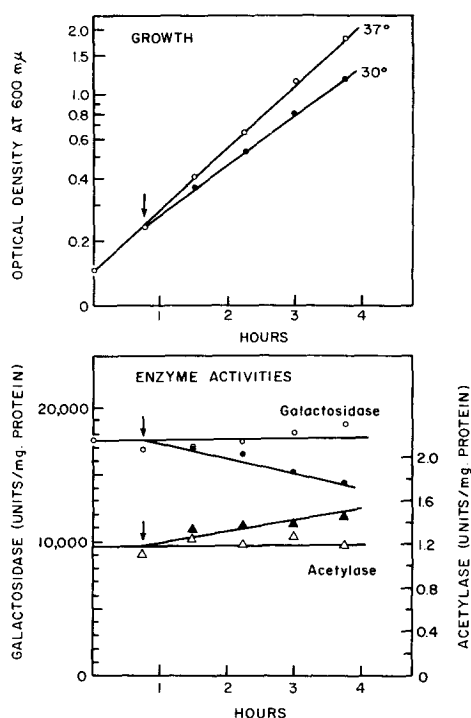 GROWTH
37°
30°
OPTICAL DENSITY AT 600 mμ
2.0
1.5
1.0
0.8
0.6
0.4
0.2
0
1 2 3 4
HOURS
ENZYME ACTIVITIES
Galactosidase
Acetylase
GALACTOSIDASE (UNITS/mg. PROTEIN)
20,000
10,000
0
ACETYLASE (UNITS/mg. PROTEIN)
2.0
1.6
1.2
0.8
0.4
0
1 2 3 4
HOURS